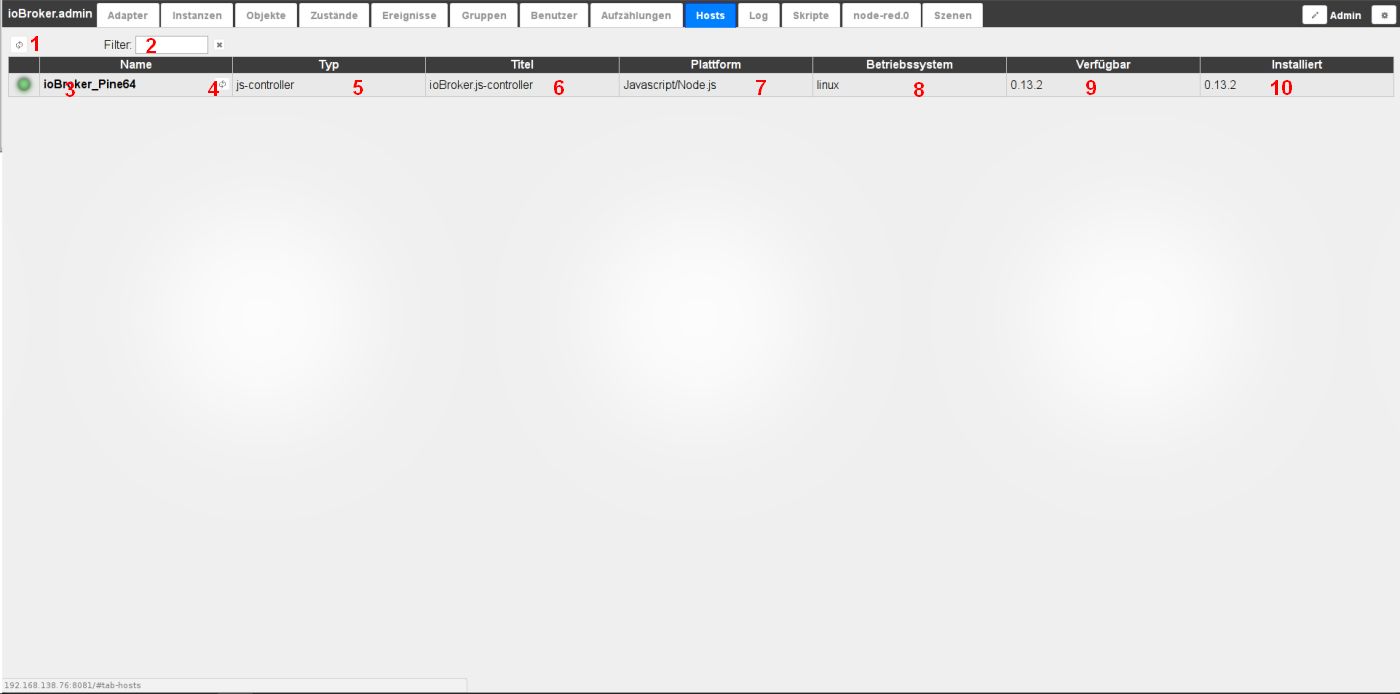 ioBroker.admin Adapter Instanzen Objekte Zustände Ereignisse Gruppen Benutzer Aufzählungen Hosts Log Skripte node-red.0 Szenen Admin
1 Filter: 2
Name Typ Titel Plattform Betriebssystem Verfügbar Installiert
ioBroker_Pine64 3 4 js-controller 5 ioBroker.js-controller 6 Javascript/Node.js 7 linux 8 0.13.2 9 0.13.2 10
192.168.138.76:8081/#tab-hosts